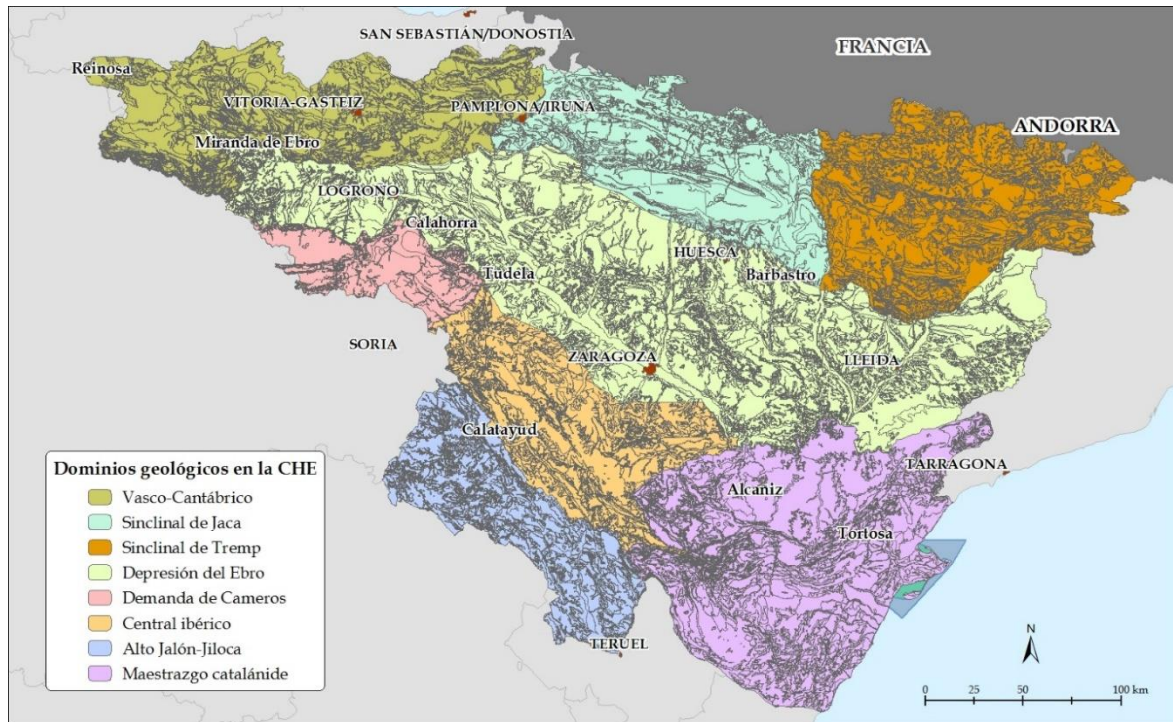 SAN SEBASTIÁN/DONOSTIA
FRANCIA
Reinosa
VITORIA-GASTEIZ
PAMPLONA/IRUNA
ANDORRA
Miranda de Ebro
LOGRONO
Calahorra
HUESCA
Tudela
Barbastro
SORIA
ZARAGOZA
LLEIDA
Calatayud
TARRAGONA
Alcañiz
Tortosa
TERUEL
Dominios geológicos en la CHE
Vasco-Cantábrico
Sinclinal de Jaca
Sinclinal de Tremp
Depresión del Ebro
Demanda de Cameros
Central ibérico
Alto Jalón-Jiloca
Maestrazgo catalánide
N
0 25 50 100 km